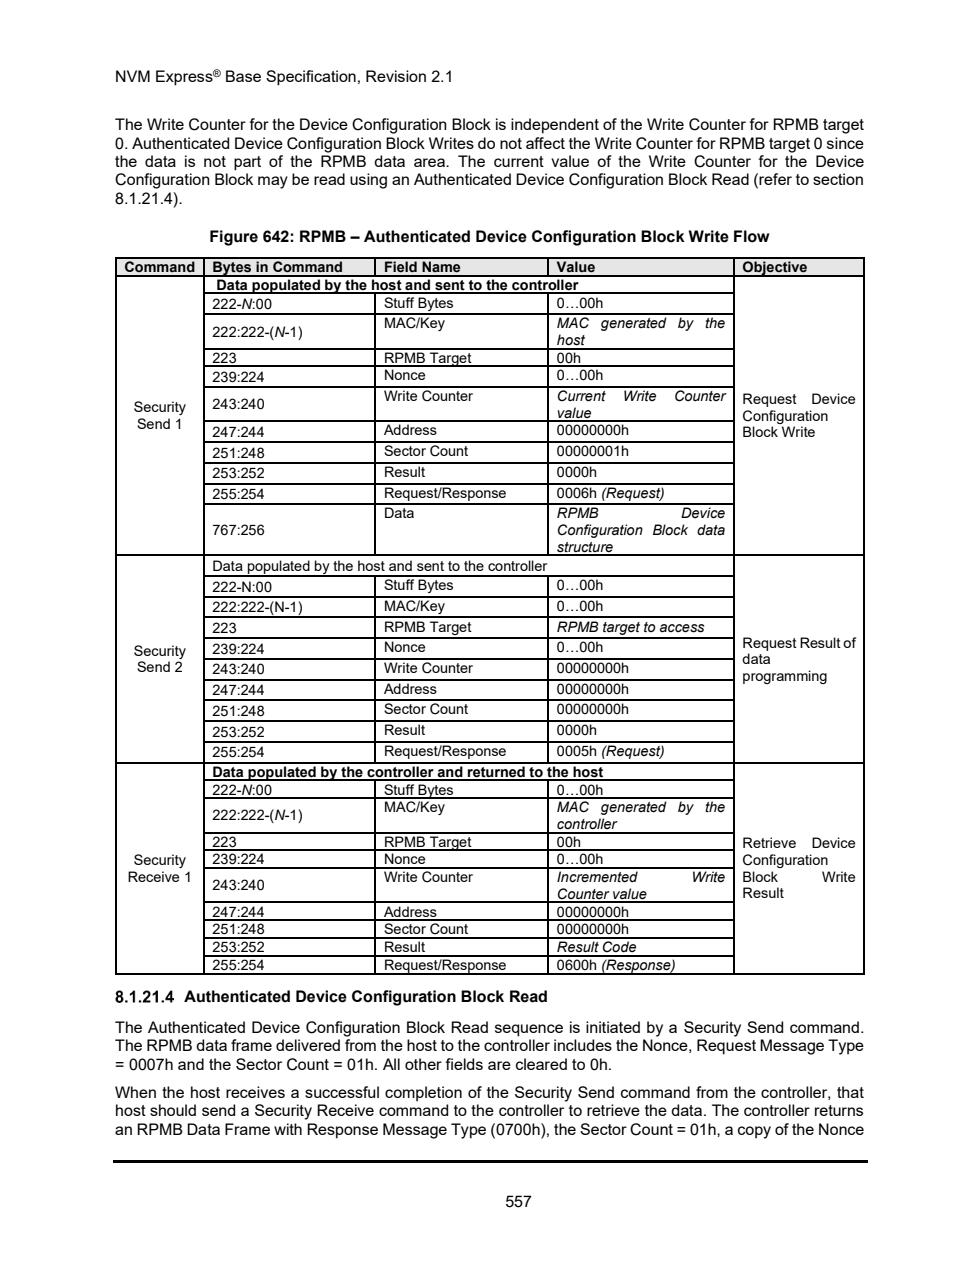 NVM Express® Base Specification, Revision 2.1
The Write Counter for the Device Configuration Block is independent of the Write Counter for RPMB target
0. Authenticated Device Configuration Block Writes do not affect the Write Counter for RPMB target 0 since
the data is not part of the RPMB data area. The current value of the Write Counter for the Device
Configuration Block may be read using an Authenticated Device Configuration Block Read (refer to section
8.1.21.4).
Figure 642: RPMB – Authenticated Device Configuration Block Write Flow
Command Bytes in Command Field Name Value Objective
Data populated by the host and sent to the controller
222-N:00 Stuff Bytes 0…00h
222:222-(N-1) MAC/Key MAC generated by the
host
223 RPMB Target 00h
239:224 Nonce 0…00h
243:240 Write Counter Current Write Counter
value
Security
Send 1
Request Device
Configuration
Block Write
247:244 Address 00000000h
251:248 Sector Count 00000001h
253:252 Result 0000h
255:254 Request/Response 0006h (Request)
767:256 Data RPMB Device
Configuration Block data
structure
Data populated by the host and sent to the controller
222-N:00 Stuff Bytes 0…00h
222:222-(N-1) MAC/Key 0…00h
223 RPMB Target RPMB target to access
239:224 Nonce 0…00h
Security
Send 2
Request Result of
data
programming
243:240 Write Counter 00000000h
247:244 Address 00000000h
251:248 Sector Count 00000000h
253:252 Result 0000h
255:254 Request/Response 0005h (Request)
Data populated by the controller and returned to the host
222-N:00 Stuff Bytes 0…00h
222:222-(N-1) MAC/Key MAC generated by the
controller
223 RPMB Target 00h
239:224 Nonce 0…00h
Security
Receive 1
Retrieve Device
Configuration
Block Write
Result
243:240 Write Counter Incremented Write
Counter value
247:244 Address 00000000h
251:248 Sector Count 00000000h
253:252 Result Result Code
255:254 Request/Response 0600h (Response)
8.1.21.4 Authenticated Device Configuration Block Read
The Authenticated Device Configuration Block Read sequence is initiated by a Security Send command.
The RPMB data frame delivered from the host to the controller includes the Nonce, Request Message Type
= 0007h and the Sector Count = 01h. All other fields are cleared to 0h.
When the host receives a successful completion of the Security Send command from the controller, that
host should send a Security Receive command to the controller to retrieve the data. The controller returns
an RPMB Data Frame with Response Message Type (0700h), the Sector Count = 01h, a copy of the Nonce
557